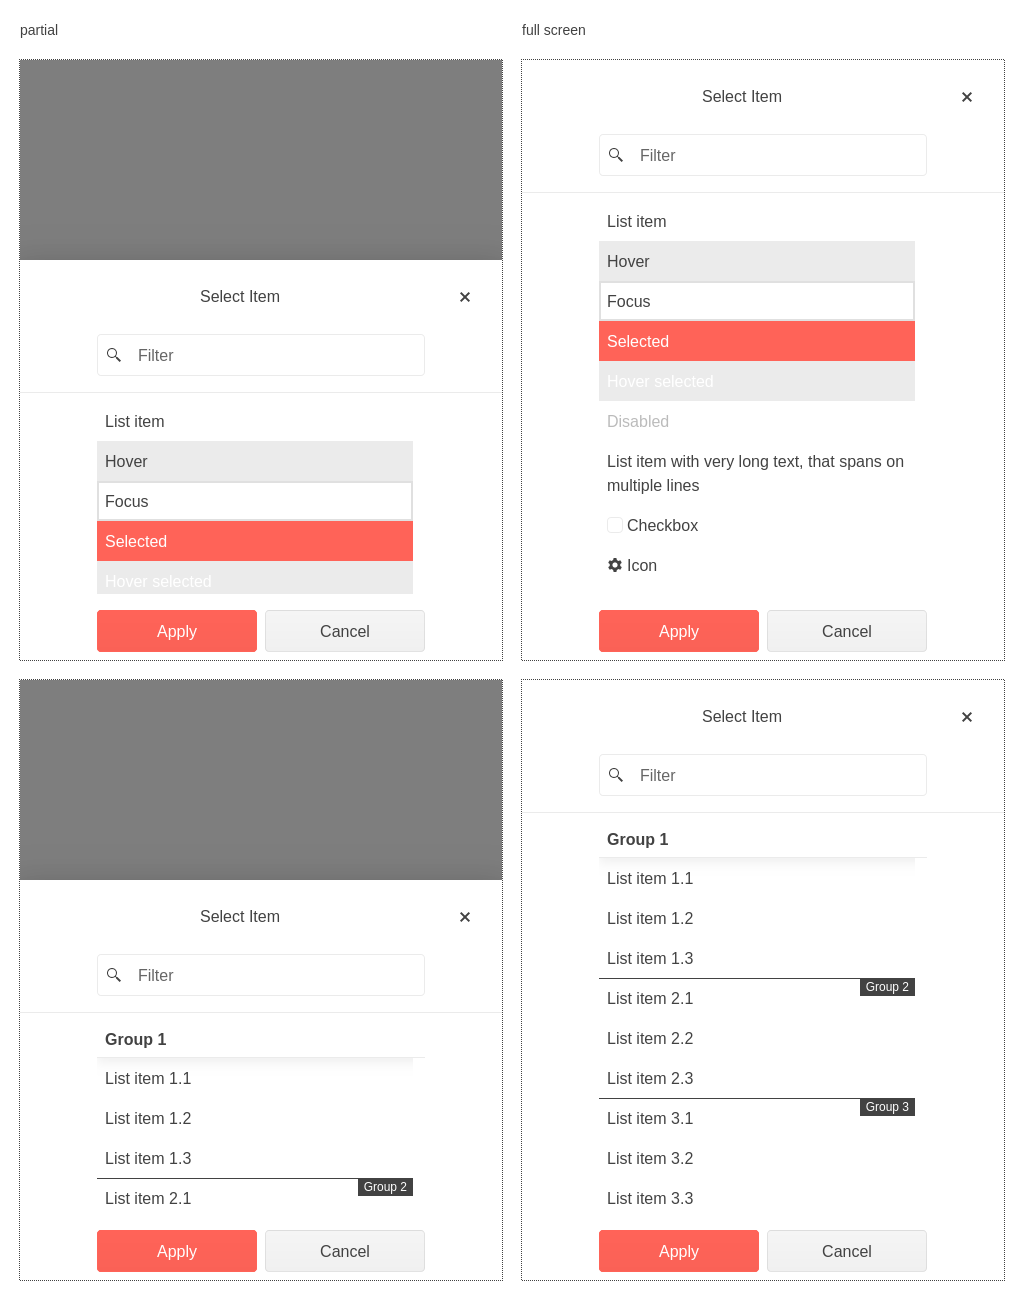 partial
full screen
Select Item
Filter
List item
Hover
Focus
Selected
Hover selected
Apply
Cancel
Select Item
Filter
List item
Hover
Focus
Selected
Hover selected
Disabled
List item with very long text, that spans on
multiple lines
Checkbox
Icon
Apply
Cancel
Select Item
Filter
Group 1
List item 1.1
List item 1.2
List item 1.3
Group 2
List item 2.1
Apply
Cancel
Select Item
Filter
Group 1
List item 1.1
List item 1.2
List item 1.3
Group 2
List item 2.1
List item 2.2
List item 2.3
Group 3
List item 3.1
List item 3.2
List item 3.3
Apply
Cancel